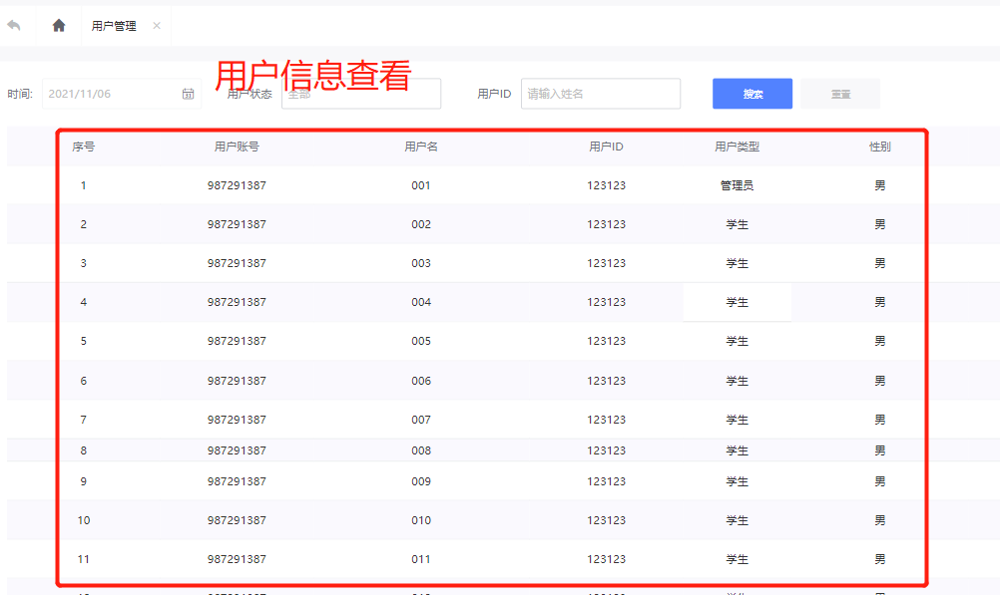 用户管理
用户信息查看
时间: 2021/11/06 用户状态 全部 用户ID 请输入姓名 搜索 重置
序号 用户账号 用户名 用户ID 用户类型 性别
1 987291387 001 123123 管理员 男
2 987291387 002 123123 学生 男
3 987291387 003 123123 学生 男
4 987291387 004 123123 学生 男
5 987291387 005 123123 学生 男
6 987291387 006 123123 学生 男
7 987291387 007 123123 学生 男
8 987291387 008 123123 学生 男
9 987291387 009 123123 学生 男
10 987291387 010 123123 学生 男
11 987291387 011 123123 学生 男